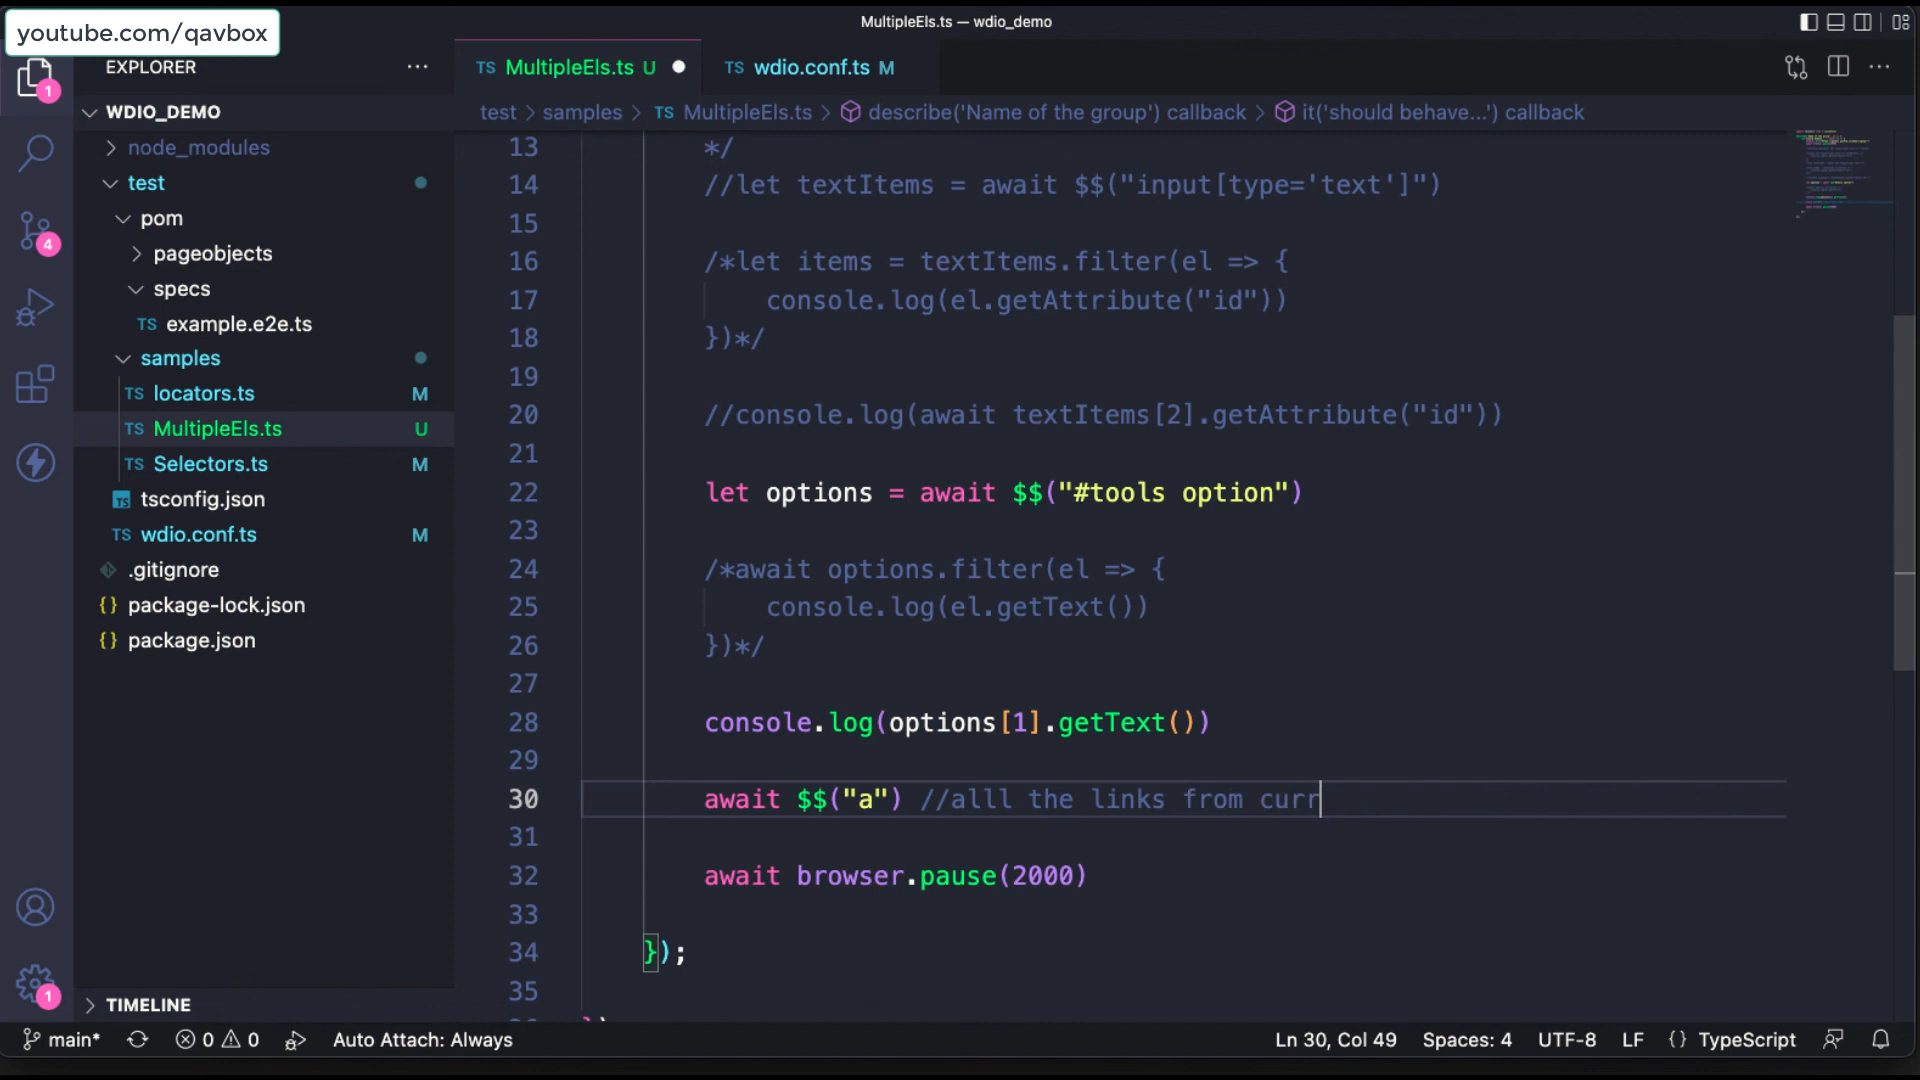 MultipleEls.ts — wdio_demo
youtube.com/qavbox
1
EXPLORER
···
TS MultipleEls.ts U
TS wdio.conf.ts M
···
WDIO_DEMO
test > samples > TS MultipleEls.ts > describe('Name of the group') callback > it('should behave...') callback
node_modules
test
pom
pageobjects
specs
TS example.e2e.ts
samples
TS locators.ts M
TS MultipleEls.ts U
TS Selectors.ts M
tsconfig.json
TS wdio.conf.ts M
.gitignore
{} package-lock.json
{} package.json
4
1
TIMELINE
13 */
14 //let textItems = await $$("input[type='text']")
15
16 /*let items = textItems.filter(el => {
17 console.log(el.getAttribute("id"))
18 })*/
19
20 //console.log(await textItems[2].getAttribute("id"))
21
22 let options = await $$("#tools option")
23
24 /*await options.filter(el => {
25 console.log(el.getText())
26 })*/
27
28 console.log(options[1].getText())
29
30 await $$("a") //alll the links from curr
31
32 await browser.pause(2000)
33
34 });
35
main* 0 0 Auto Attach: Always
Ln 30, Col 49 Spaces: 4 UTF-8 LF {} TypeScript